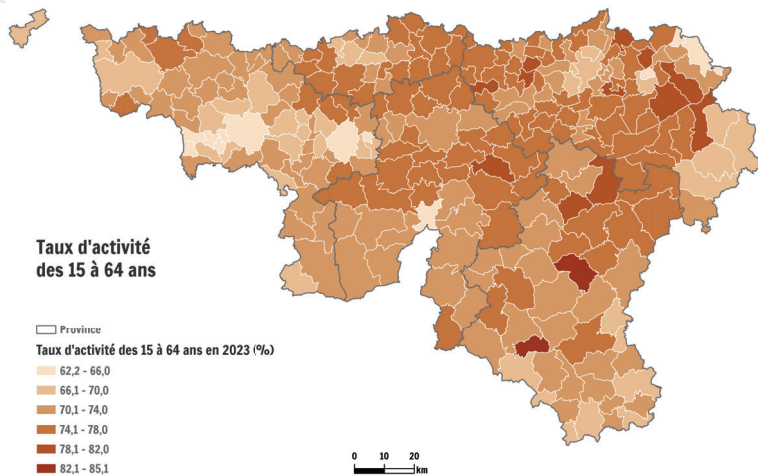 Taux d'activité
des 15 à 64 ans
Province
Taux d'activité des 15 à 64 ans en 2023 (%)
62,2 - 66,0
66,1 - 70,0
70,1 - 74,0
74,1 - 78,0
78,1 - 82,0
82,1 - 85,1
0 10 20
km